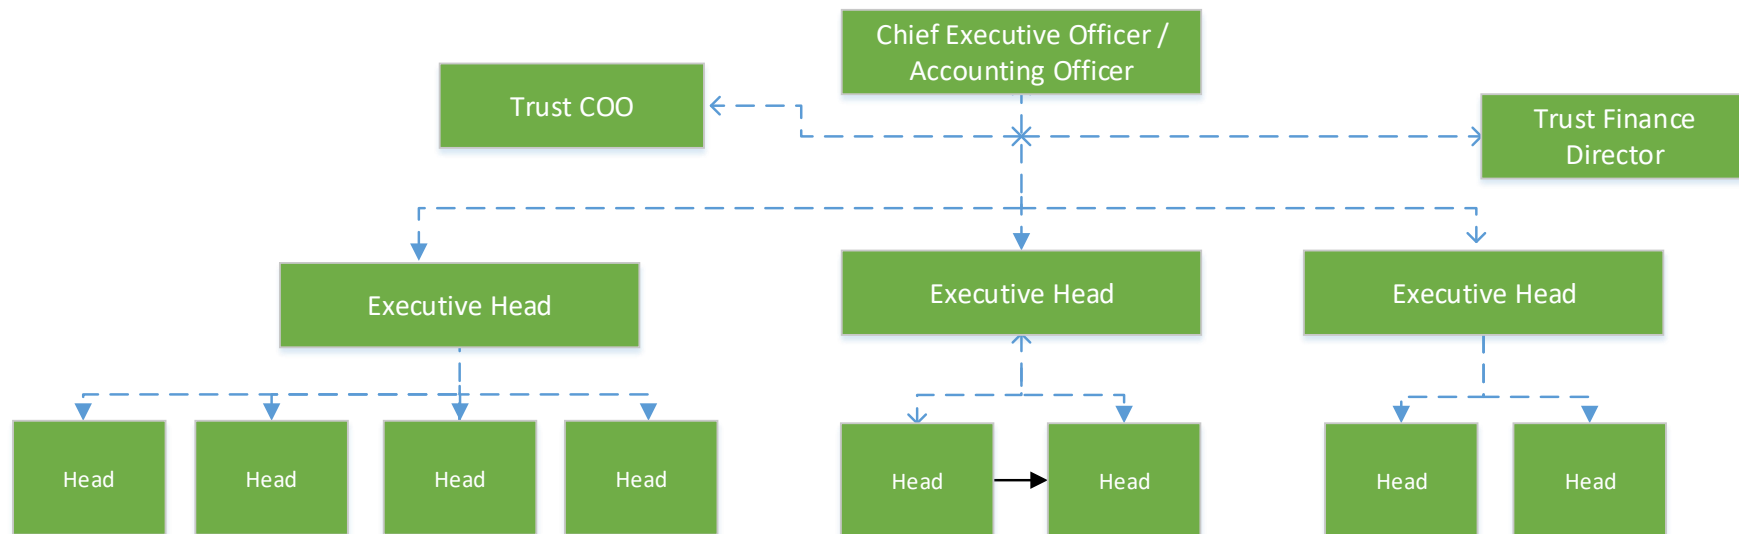 Chief Executive Officer /
Accounting Officer
Trust COO
Trust Finance
Director
Executive Head
Executive Head
Executive Head
Head
Head
Head
Head
Head
Head
Head
Head